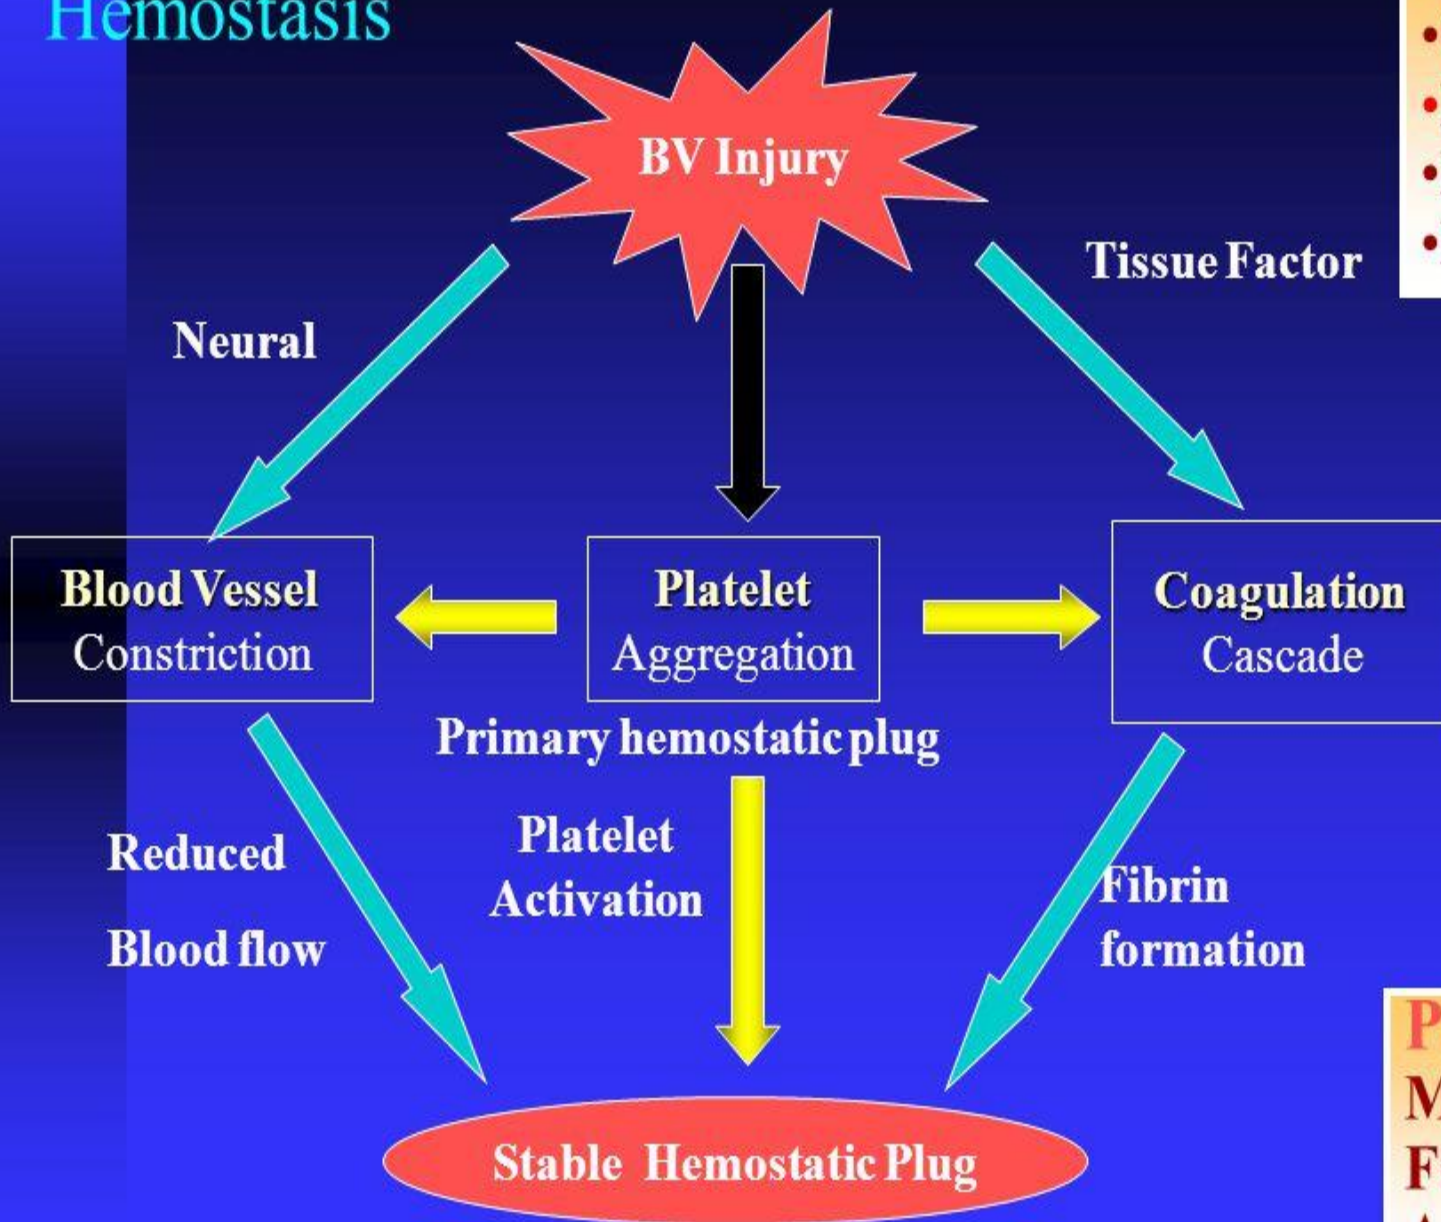 Hemostasis
BV Injury
Tissue Factor
Neural
Blood Vessel
Constriction
Platelet
Aggregation
Coagulation
Cascade
Primary hemostatic plug
Platelet
Activation
Reduced
Blood flow
Fibrin
formation
Stable Hemostatic Plug